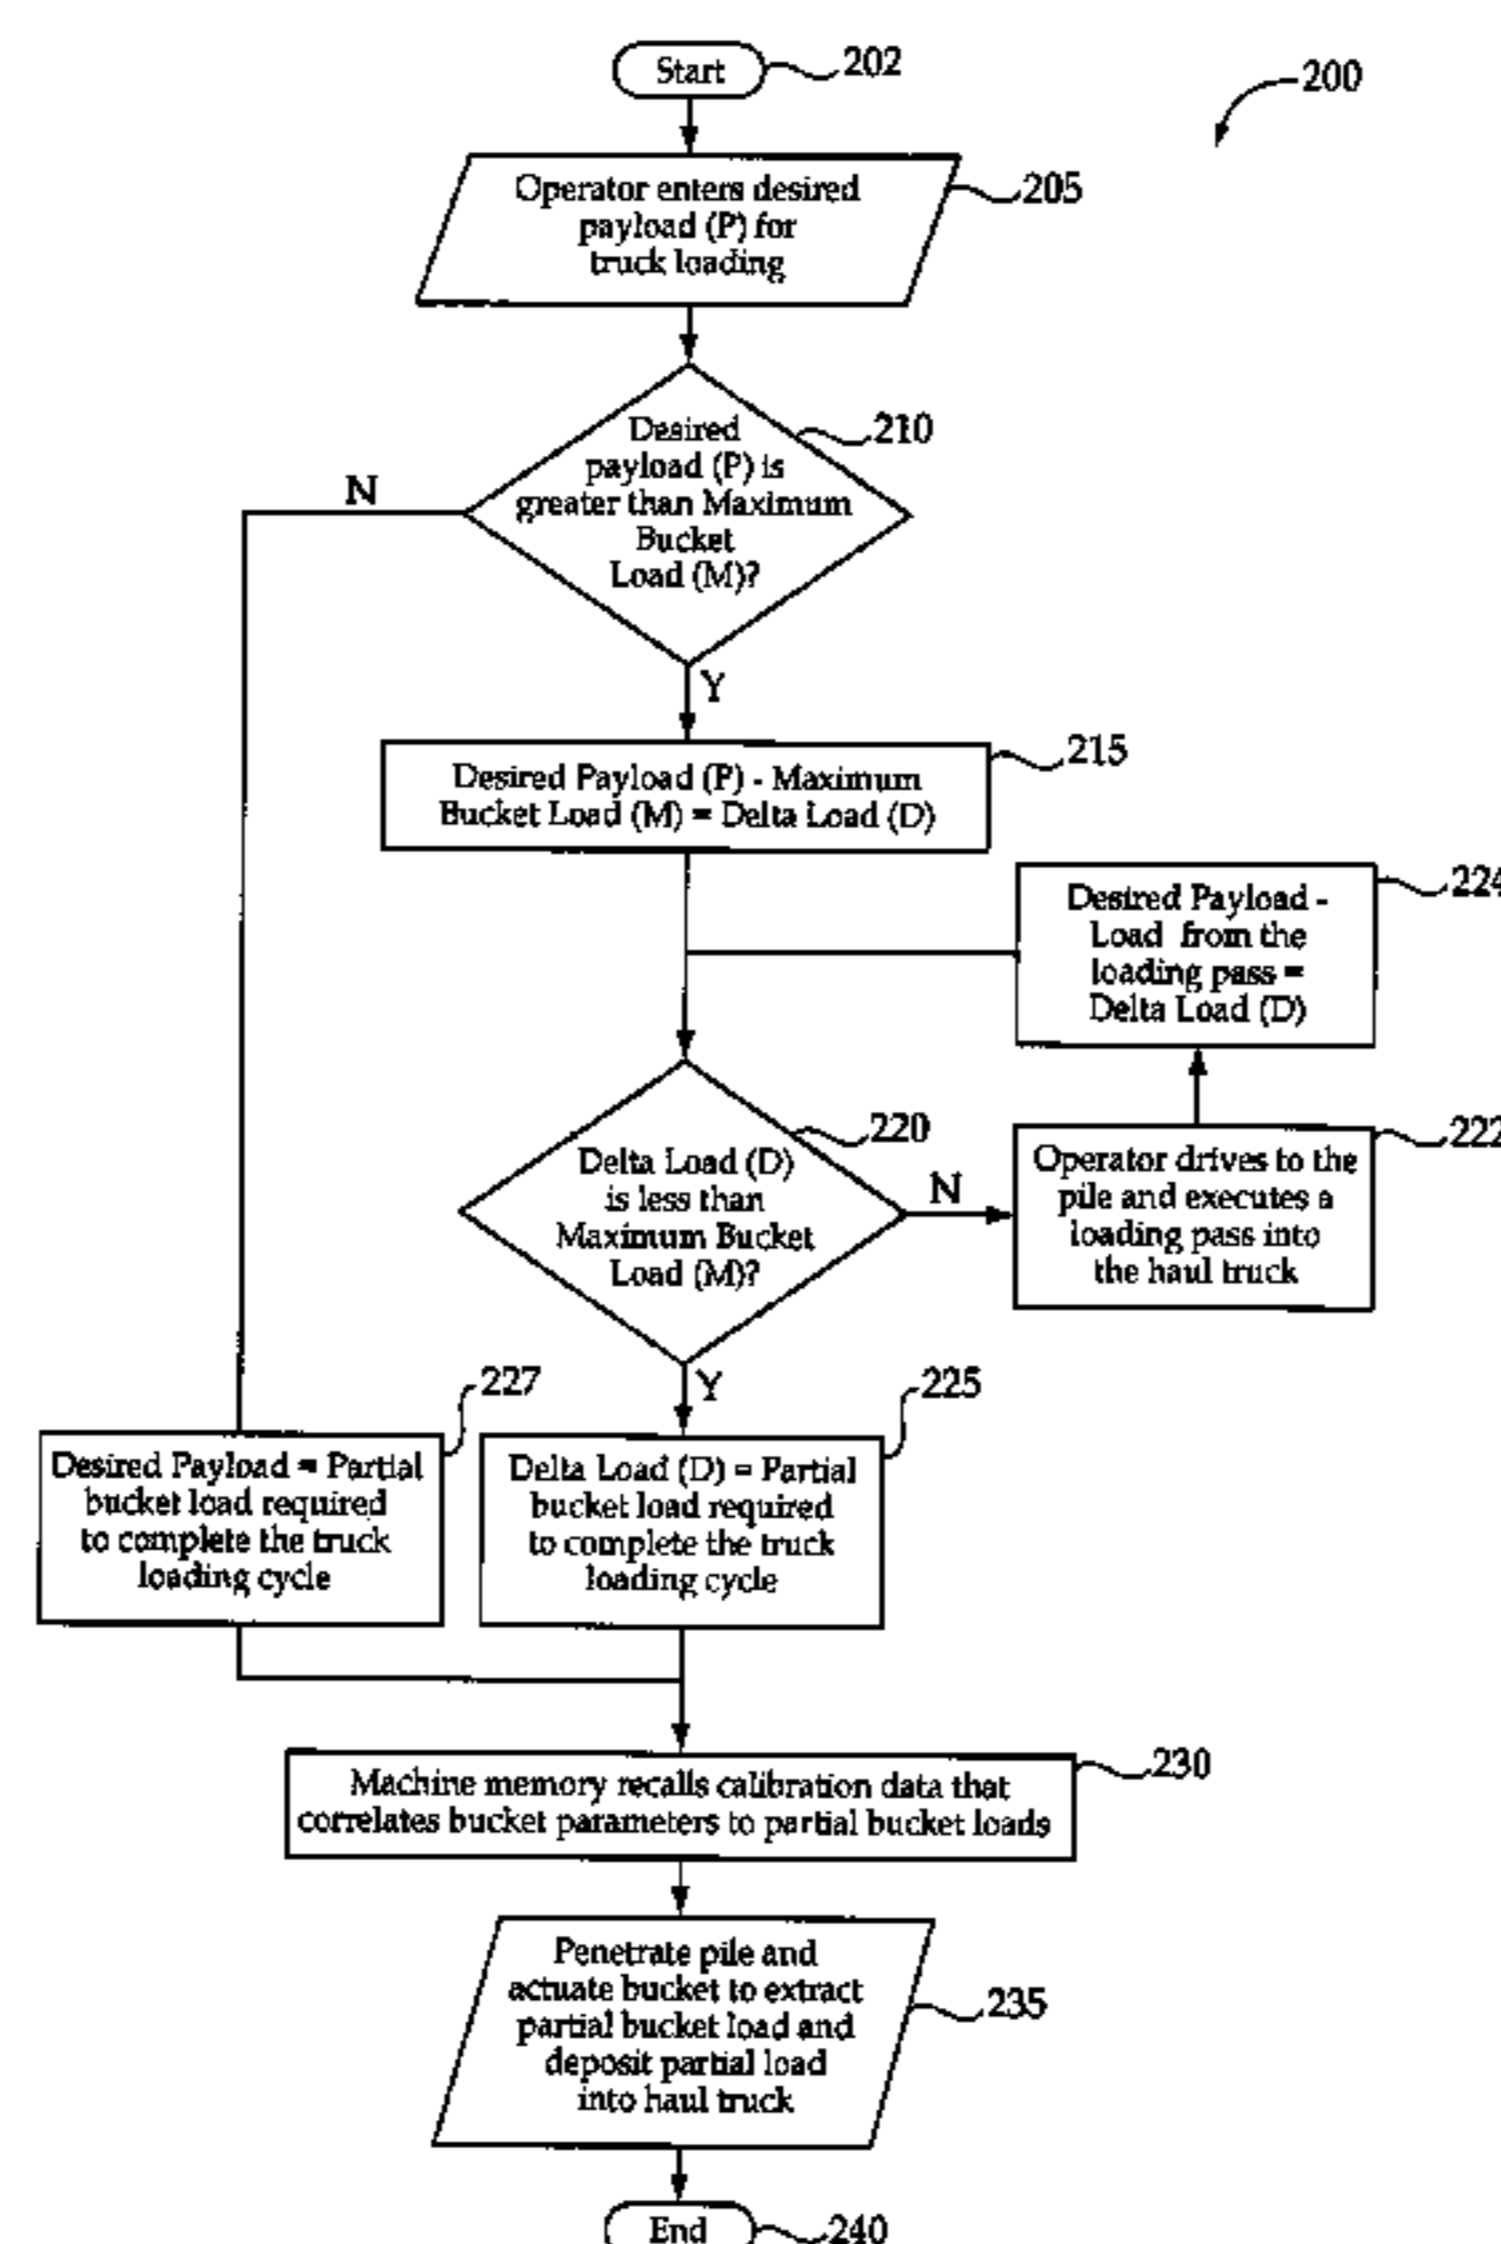 Start
202
200
Operator enters desired
payload (P) for
truck loading
205
Desired
payload (P) is
greater than Maximum
Bucket
Load (M)?
210
N
Y
Desired Payload (P) - Maximum
Bucket Load (M) = Delta Load (D)
215
Desired Payload -
Load from the
loading pass =
Delta Load (D)
224
Delta Load (D)
is less than
Maximum Bucket
Load (M)?
220
N
Operator drives to the
pile and executes a
loading pass into
the haul truck
222
Y
227
225
Desired Payload = Partial
bucket load required
to complete the truck
loading cycle
Delta Load (D) = Partial
bucket load required
to complete the truck
loading cycle
Machine memory recalls calibration data that
correlates bucket parameters to partial bucket loads
230
Penetrate pile and
actuate bucket to extract
partial bucket load and
deposit partial load
into haul truck
235
End
240